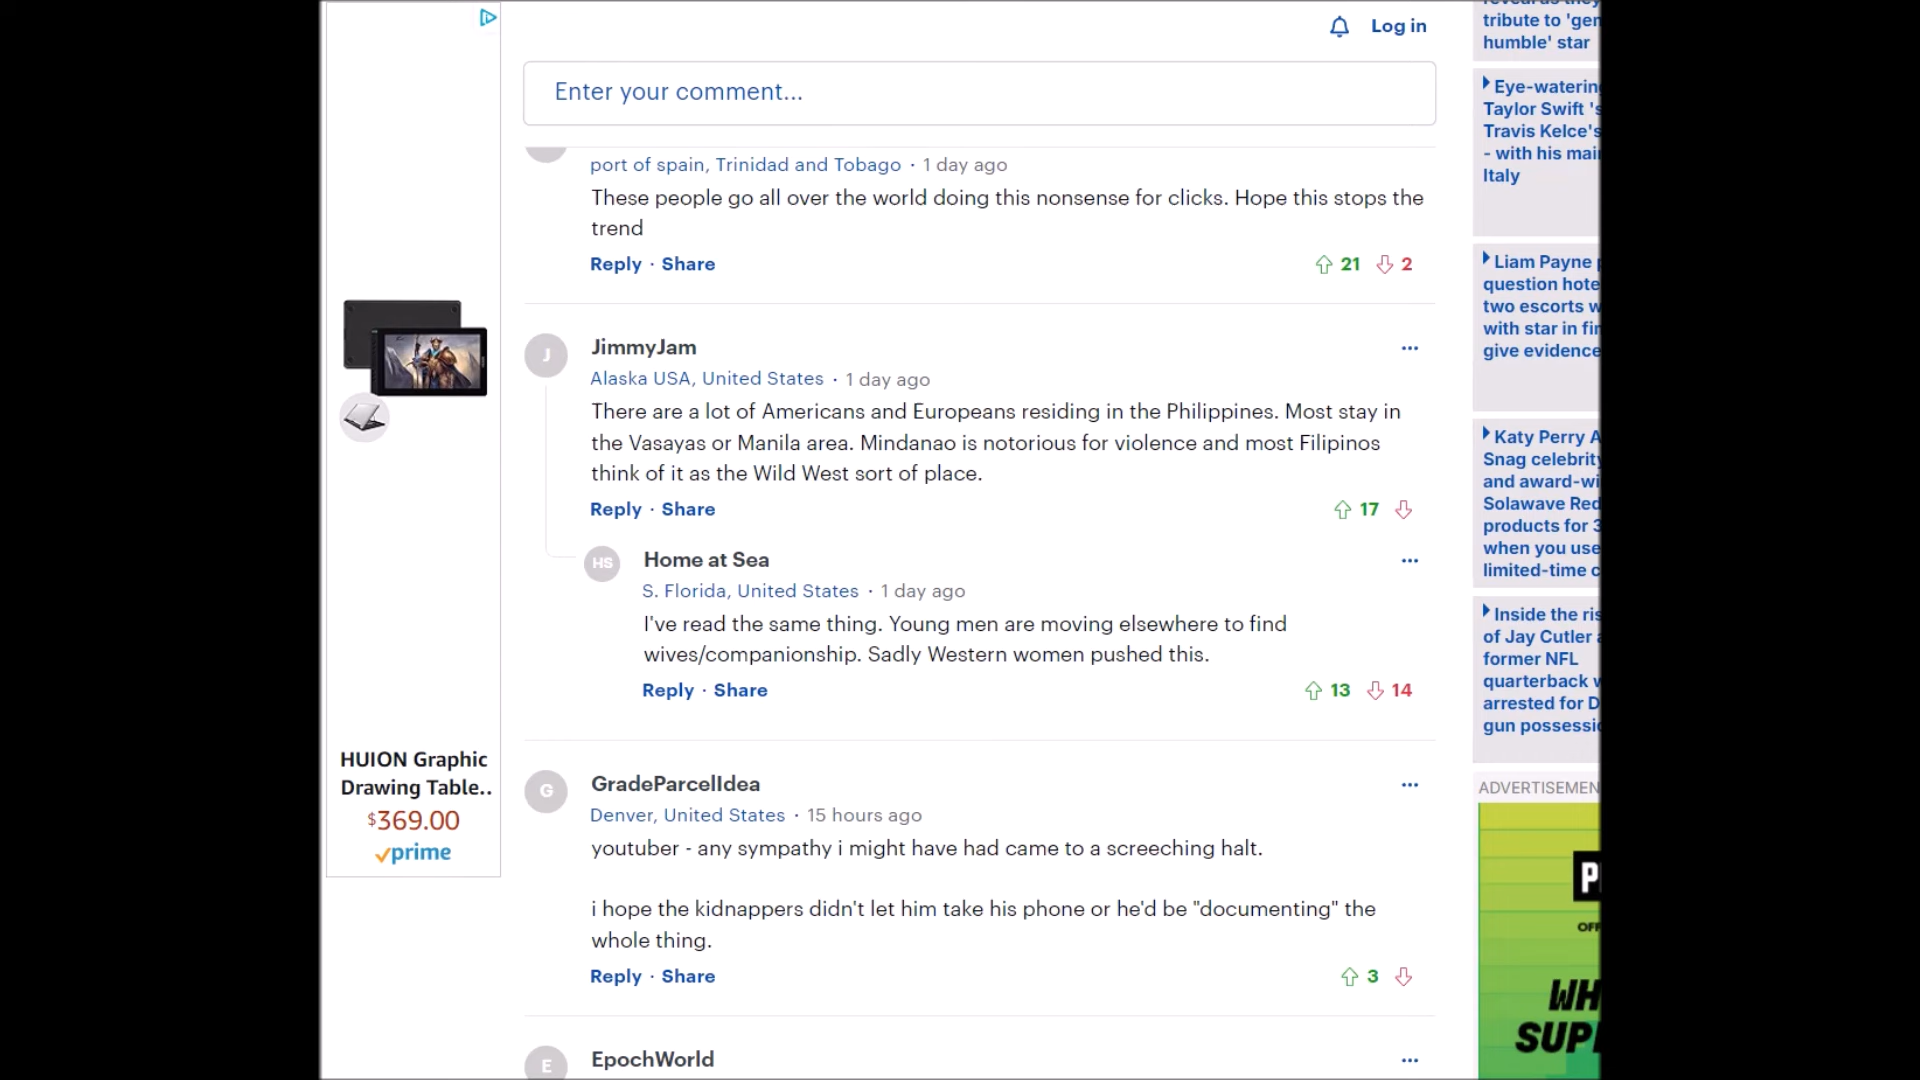 Log in
Enter your comment...
port of spain, Trinidad and Tobago · 1 day ago
These people go all over the world doing this nonsense for clicks. Hope this stops the
trend
Reply · Share
21
2
J
JimmyJam
Alaska USA, United States · 1 day ago
There are a lot of Americans and Europeans residing in the Philippines. Most stay in
the Vasayas or Manila area. Mindanao is notorious for violence and most Filipinos
think of it as the Wild West sort of place.
Reply · Share
17
HS
Home at Sea
S. Florida, United States · 1 day ago
I've read the same thing. Young men are moving elsewhere to find
wives/companionship. Sadly Western women pushed this.
Reply · Share
13
14
G
GradeParcelIdea
Denver, United States · 15 hours ago
youtuber - any sympathy i might have had came to a screeching halt.
i hope the kidnappers didn't let him take his phone or he'd be "documenting" the
whole thing.
Reply · Share
3
E
EpochWorld
HUION Graphic
Drawing Table..
$369.00
prime
tribute to 'gen
humble' star
Eye-watering
Taylor Swift 's
Travis Kelce's
- with his mai
Italy
Liam Payne
question hote
two escorts w
with star in fi
give evidence
Katy Perry A
Snag celebrity
and award-wi
Solawave Red
products for 3
when you use
limited-time c
Inside the ris
of Jay Cutler
former NFL
quarterback
arrested for D
gun possessi
ADVERTISEMEN
P
OFF
WH
SUP